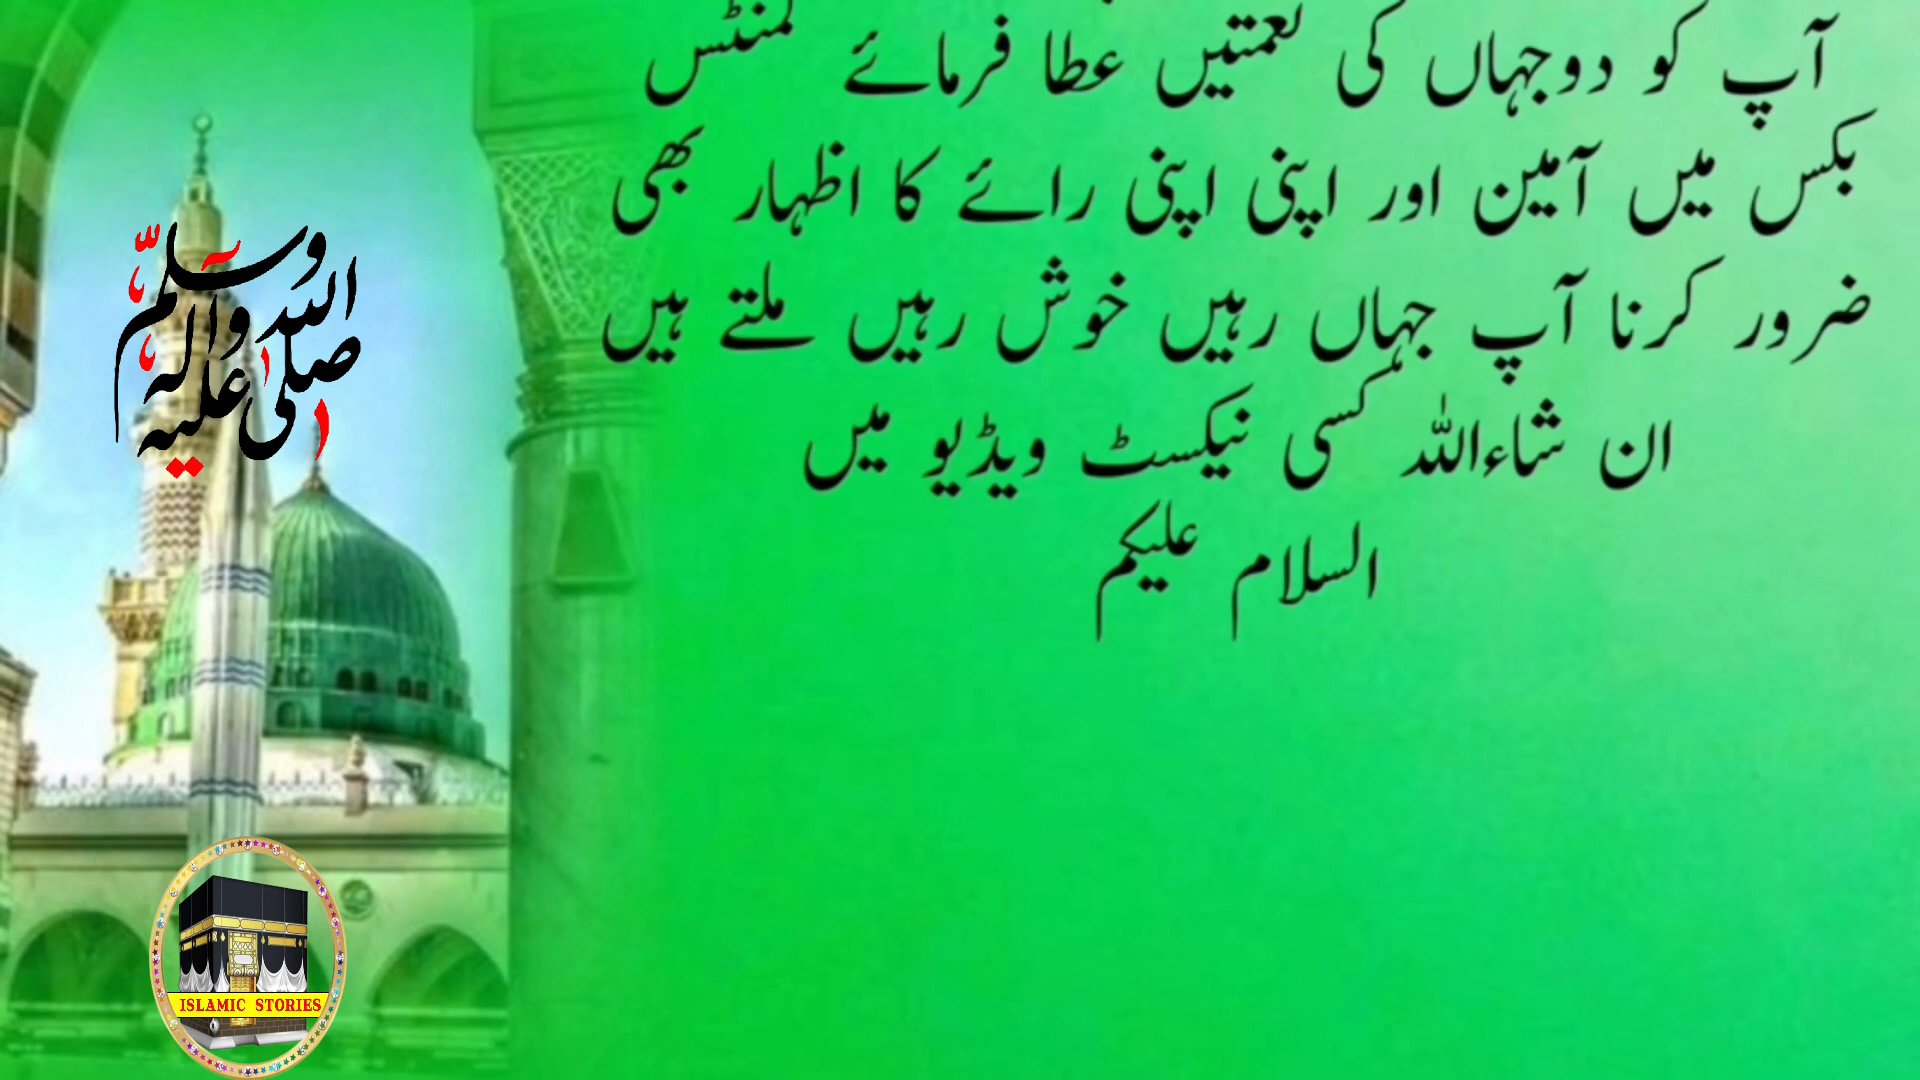 آپ کو دوجہاں کی نعمتیں عطا فرمائے کمنٹس
بکس میں آمین اور اپنی اپنی رائے کا اظہار بھی
ضرور کرنا آپ جہاں رہیں خوش رہیں ملتے ہیں
ان شاءاللہ کسی نیکسٹ ویڈیو میں
السلام علیکم
صلی اللہ علیہ وآلہ وسلم
ISLAMIC STORIES